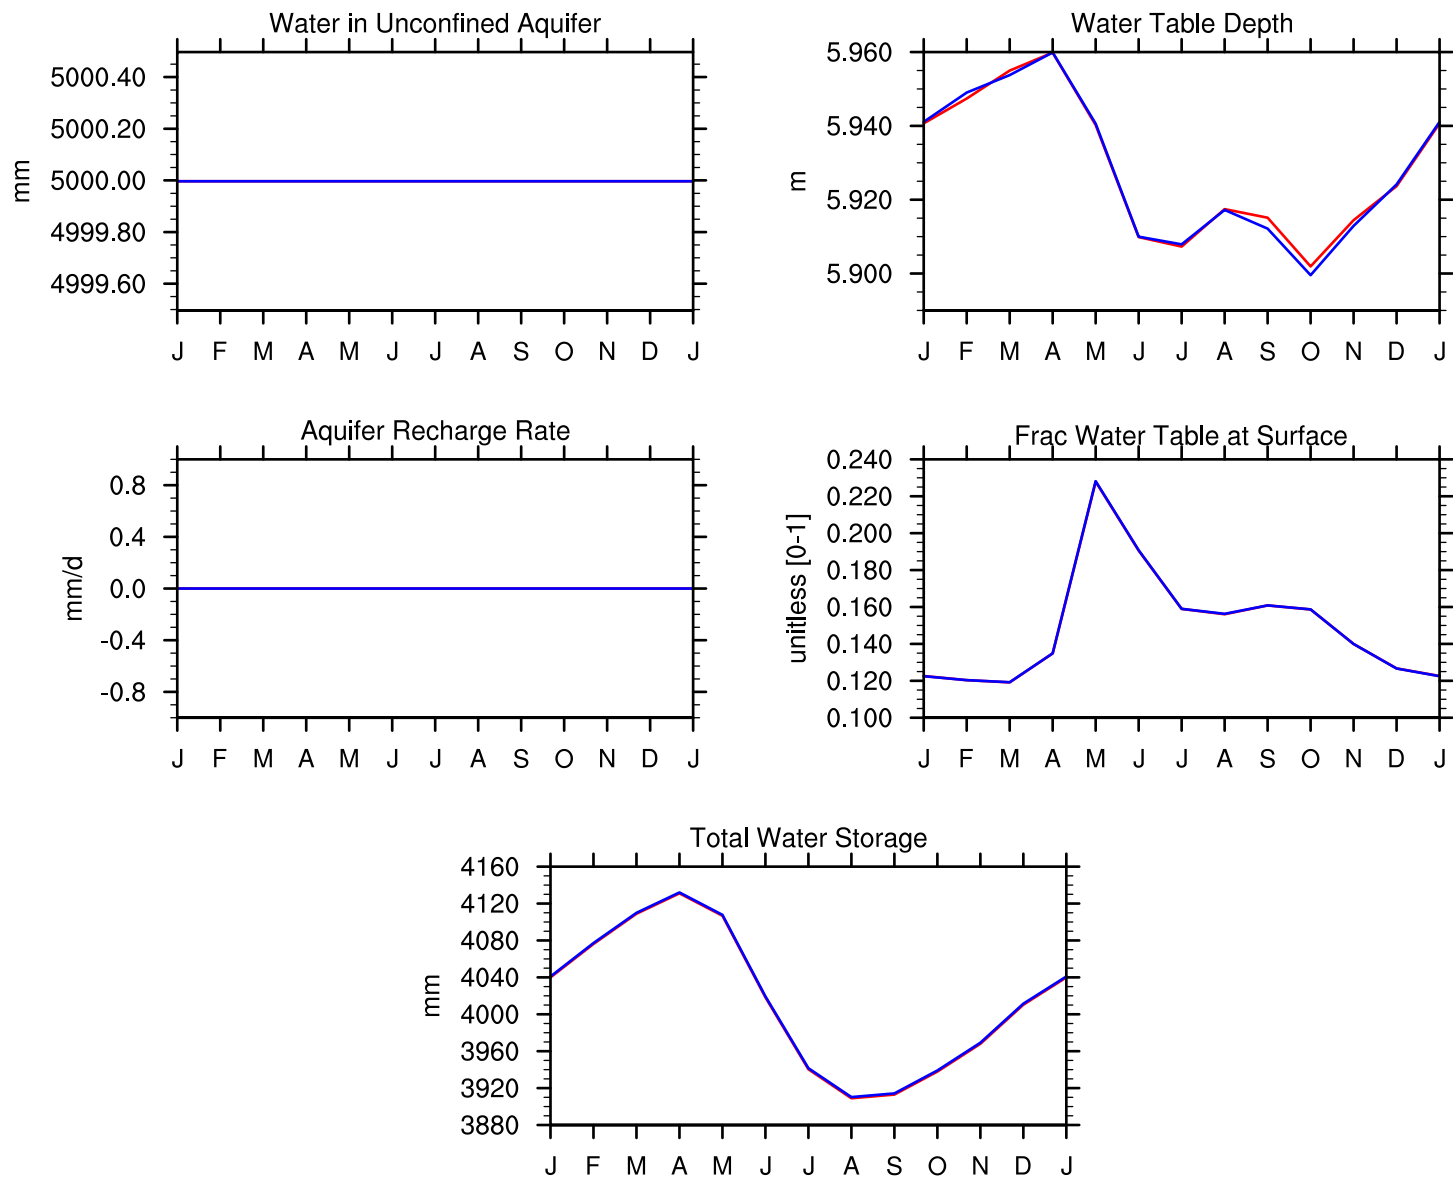 Water in Unconfined Aquifer
5000.40
5000.20
5000.00
4999.80
4999.60
mm
J F M A M J J A S O N D J
Water Table Depth
5.960
5.940
5.920
5.900
m
J F M A M J J A S O N D J
Aquifer Recharge Rate
0.8
0.4
0.0
-0.4
-0.8
mm/d
J F M A M J J A S O N D J
Frac Water Table at Surface
0.240
0.220
0.200
0.180
0.160
0.140
0.120
0.100
unitless [0-1]
J F M A M J J A S O N D J
Total Water Storage
4160
4120
4080
4040
4000
3960
3920
3880
mm
J F M A M J J A S O N D J